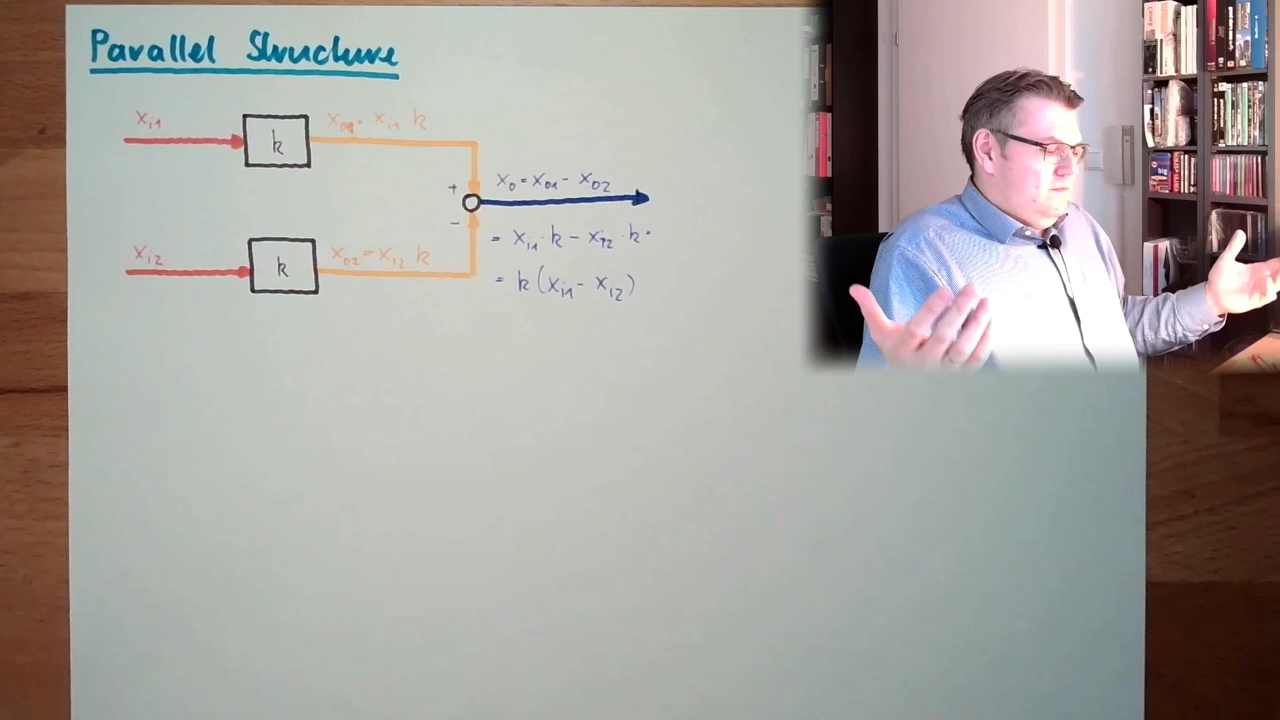 Parallel Structure
x_i1
k
x_o1 = x_i1 · k
+
-
x_o = x_o1 - x_o2
= x_i1 · k - x_i2 · k
= k (x_i1 - x_i2)
x_i2
k
x_o2 = x_i2 · k